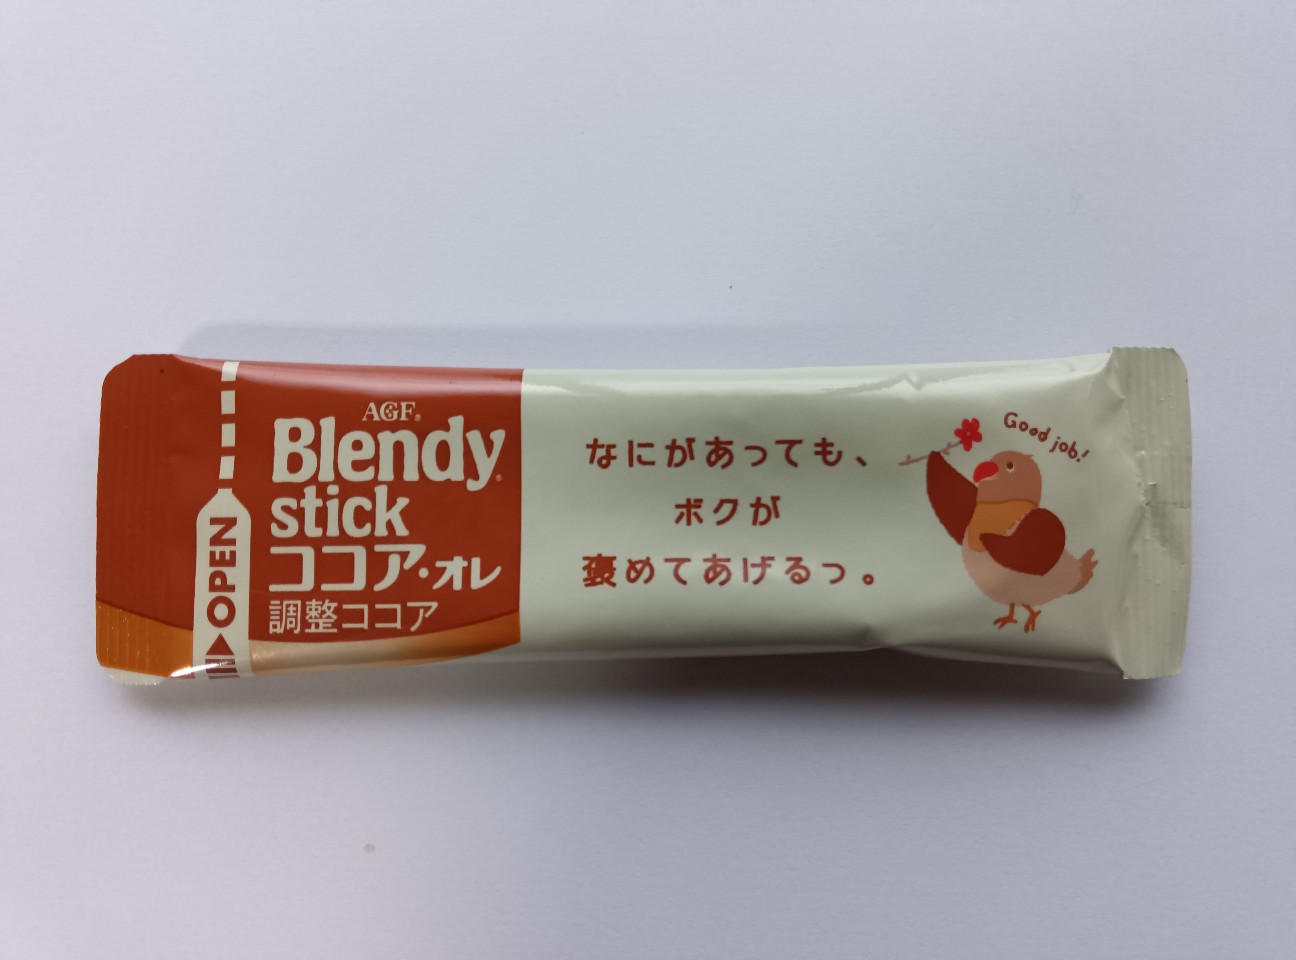 AGF®
Blendy®
stick
ココア・オレ
調整ココア
OPEN
なにがあっても、
ボクが
褒めてあげるっ。
Good job!